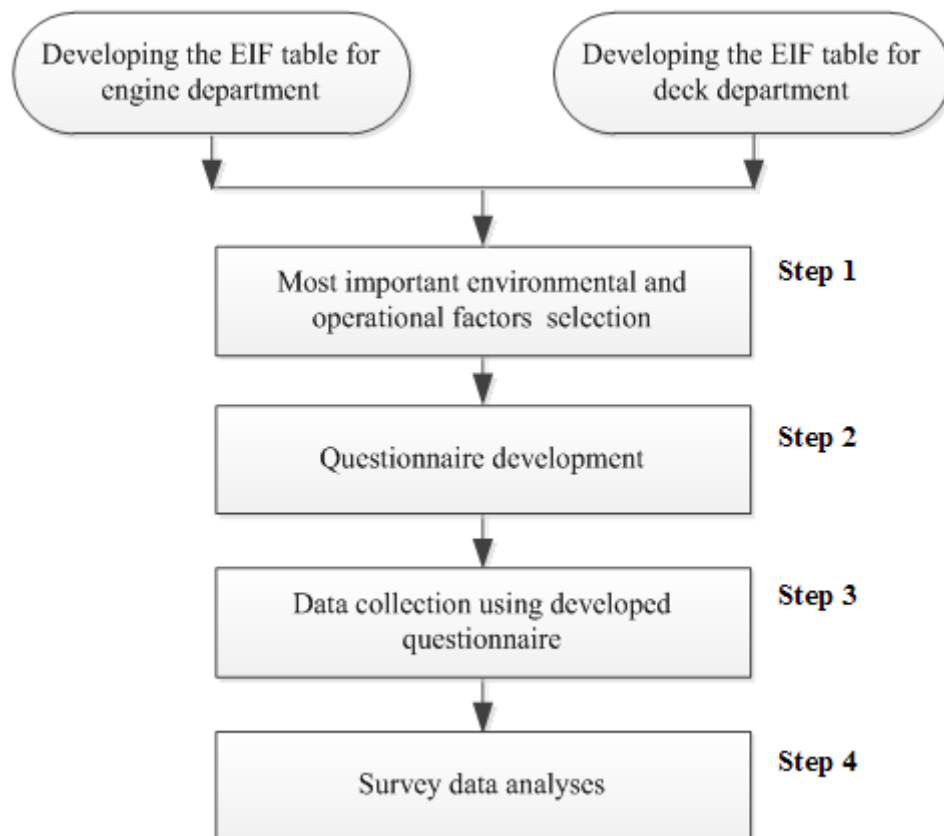 Developing the EIF table for
engine department
Developing the EIF table for
deck department
Most important environmental and
operational factors selection
Step 1
Questionnaire development
Step 2
Data collection using developed
questionnaire
Step 3
Survey data analyses
Step 4